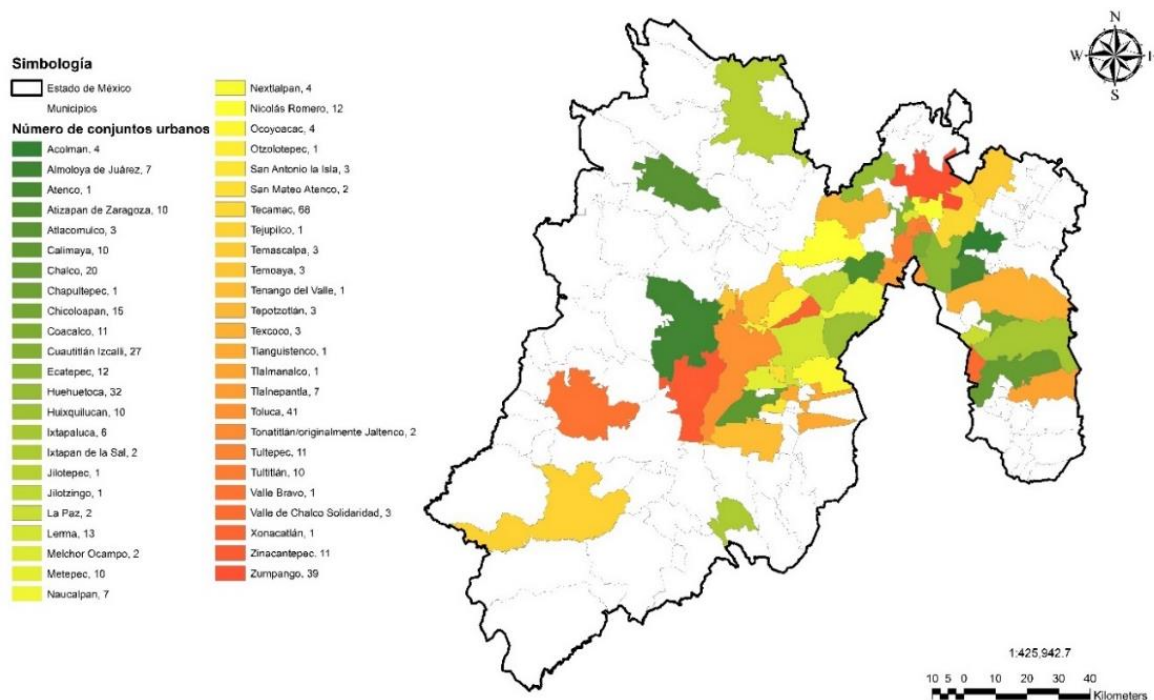 Simbología
Estado de México
Municipios
Número de conjuntos urbanos
Acolman, 4
Almoloya de Juárez, 7
Atenco, 1
Atizapan de Zaragoza, 10
Atlacomulco, 3
Calimaya, 10
Chalco, 20
Chapultepec, 1
Chicoloapan, 15
Coacalco, 11
Cuautitlán Izcalli, 27
Ecatepec, 12
Huehuetoca, 32
Huixquilucan, 10
Ixtapaluca, 6
Ixtapan de la Sal, 2
Jilotepec, 1
Jilotzingo, 1
La Paz, 2
Lerma, 13
Melchor Ocampo, 2
Metepec, 10
Naucalpan, 7
Nextlalpan, 4
Nicolás Romero, 12
Ocoyoacac, 4
Otzolotepec, 1
San Antonio la Isla, 3
San Mateo Atenco, 2
Tecamac, 68
Tejupilco, 1
Temascalpa, 3
Temoaya, 3
Tenango del Valle, 1
Tepotzotlán, 3
Texcoco, 3
Tianguistenco, 1
Tlalmanalco, 1
Tlalnepantla, 7
Toluca, 41
Tonatitlán/originalmente Jaltenco, 2
Tultepec, 11
Tultitlán, 10
Valle Bravo, 1
Valle de Chalco Solidaridad, 3
Xonacatlán, 1
Zinacantepec, 11
Zumpango, 39
N
W E
S
1:425,942.7
10 5 0 10 20 30 40
Kilometers